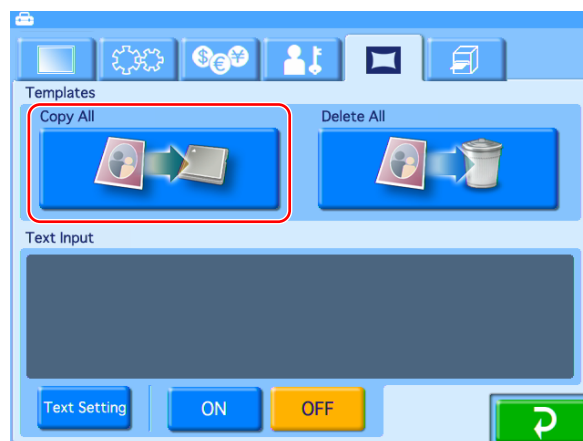 $ € ¥
Templates
Copy All
Delete All
Text Input
Text Setting
ON
OFF